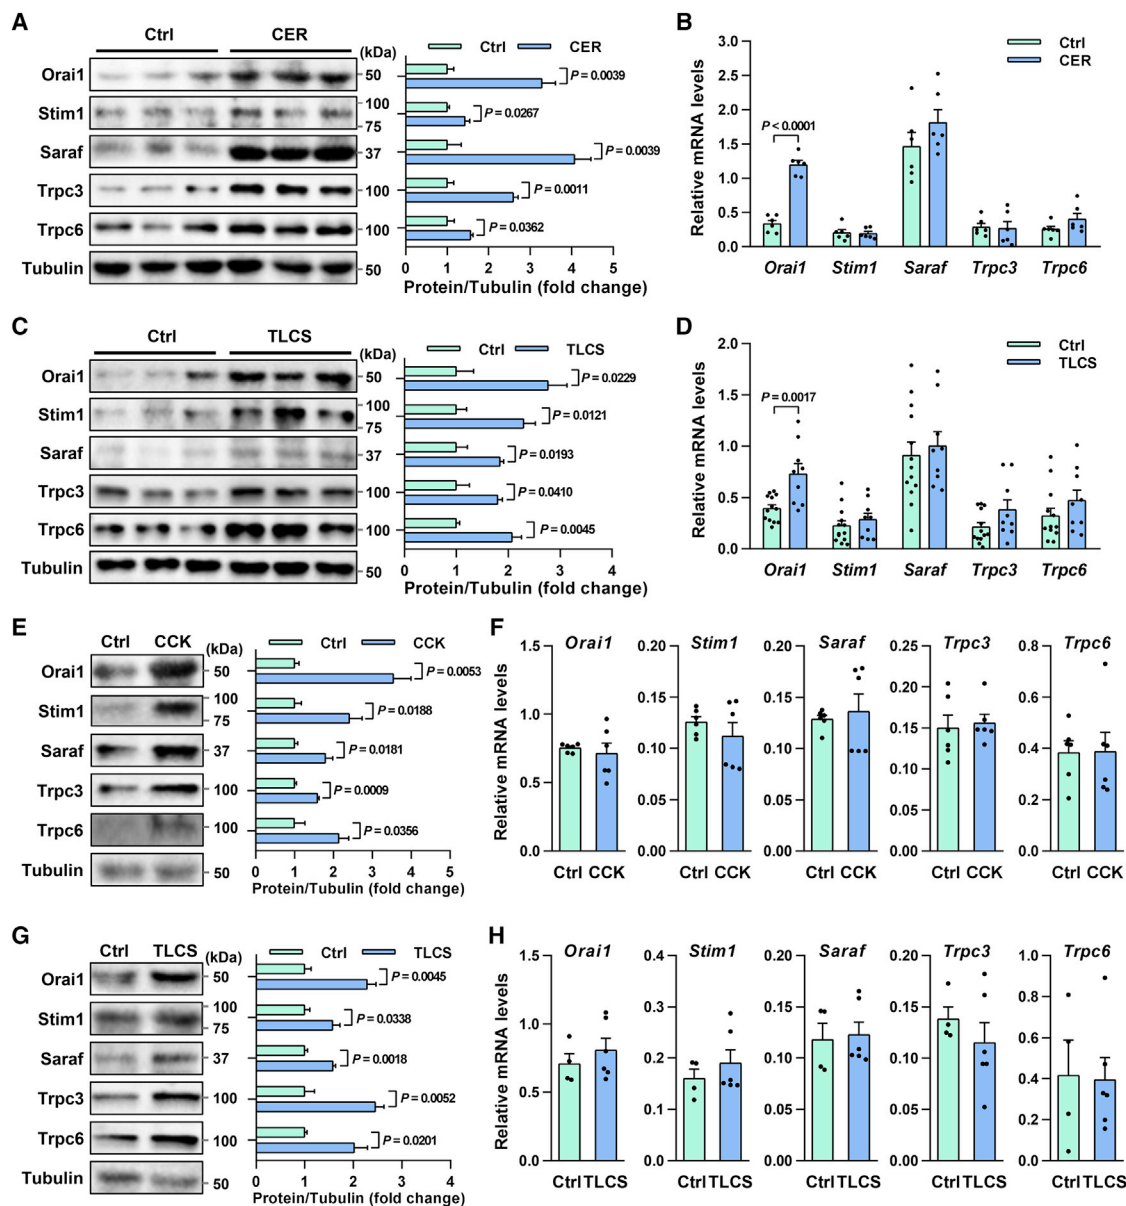 A
Ctrl CER
(kDa)
Orai1 50
Stim1 100
75
Saraf 37
Trpc3 100
Trpc6 100
Tubulin 50
Ctrl CER
P = 0.0039
P = 0.0267
P = 0.0039
P = 0.0011
P = 0.0362
0 1 2 3 4 5
Protein/Tubulin (fold change)
B
Relative mRNA levels
3.0
2.5
2.0
1.5
1.0
0.5
0.0
Ctrl
CER
P < 0.0001
Orai1 Stim1 Saraf Trpc3 Trpc6
C
Ctrl TLCS
(kDa)
Orai1 50
Stim1 100
75
Saraf 37
Trpc3 100
Trpc6 100
Tubulin 50
Ctrl TLCS
P = 0.0229
P = 0.0121
P = 0.0193
P = 0.0410
P = 0.0045
0 1 2 3 4
Protein/Tubulin (fold change)
D
Relative mRNA levels
2.0
1.5
1.0
0.5
0.0
Ctrl
TLCS
P = 0.0017
Orai1 Stim1 Saraf Trpc3 Trpc6
E
Ctrl CCK
(kDa)
Orai1 50
Stim1 100
75
Saraf 37
Trpc3 100
Trpc6 100
Tubulin 50
Ctrl CCK
P = 0.0053
P = 0.0188
P = 0.0181
P = 0.0009
P = 0.0356
0 1 2 3 4 5
Protein/Tubulin (fold change)
F
Relative mRNA levels
Orai1
1.5
1.0
0.5
0.0
Ctrl CCK
Stim1
0.20
0.15
0.10
0.05
0.00
Ctrl CCK
Saraf
0.20
0.15
0.10
0.05
0.00
Ctrl CCK
Trpc3
0.25
0.20
0.15
0.10
0.05
0.00
Ctrl CCK
Trpc6
0.8
0.6
0.4
0.2
0.0
Ctrl CCK
G
Ctrl TLCS
(kDa)
Orai1 50
Stim1 100
75
Saraf 37
Trpc3 100
Trpc6 100
Tubulin 50
Ctrl TLCS
P = 0.0045
P = 0.0338
P = 0.0018
P = 0.0052
P = 0.0201
0 1 2 3 4
Protein/Tubulin (fold change)
H
Relative mRNA levels
Orai1
1.5
1.0
0.5
0.0
Ctrl TLCS
Stim1
0.4
0.3
0.2
0.1
0.0
Ctrl TLCS
Saraf
0.20
0.15
0.10
0.05
0.00
Ctrl TLCS
Trpc3
0.20
0.15
0.10
0.05
0.00
Ctrl TLCS
Trpc6
1.0
0.8
0.6
0.4
0.2
0.0
Ctrl TLCS